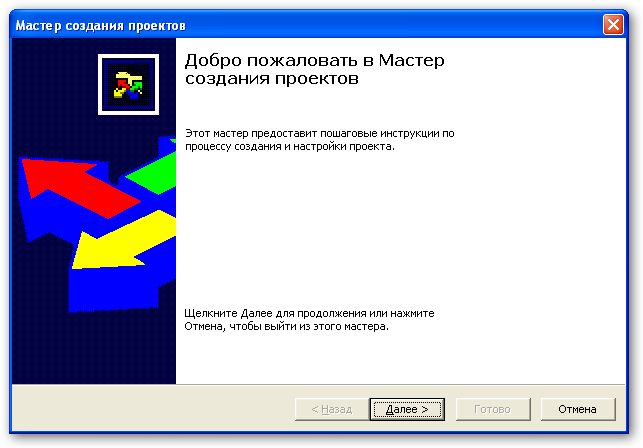 Мастер создания проектов
Добро пожаловать в Мастер
создания проектов
Этот мастер предоставит пошаговые инструкции по
процессу создания и настройки проекта.
Щелкните Далее для продолжения или нажмите
Отмена, чтобы выйти из этого мастера.
< Назад
Далее >
Готово
Отмена